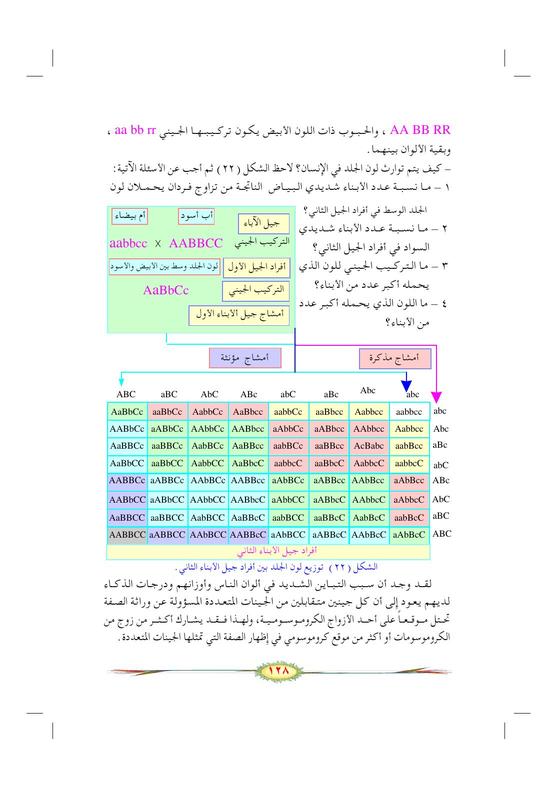 AA BB RR ، والحبوب ذات اللون الأبيض يكون تركيبها الجيني aa bb rr ،
وبقية الألوان بينهما.
– كيف يتم توارث لون الجلد في الإنسان؟ لاحظ الشكل (٢٢) ثم أجب عن الأسئلة الآتية:
١ – ما نسبة عدد الأبناء شديدي البياض الناتجة من تزاوج فردان يحملان لون
الجلد الوسط في أفراد الجيل الثاني؟
٢ – ما نسبة عدد الأبناء شديدي
السواد في أفراد الجيل الثاني؟
٣ – ما التركيب الجيني للون الذي
يحمله أكبر عدد من الأبناء؟
٤ – ما اللون الذي يحمله أكبر عدد
من الأبناء؟
جيل الآباء أب أسود أم بيضاء
التركيب الجيني AABBCC X aabbcc
أفراد الجيل الأول لون الجلد وسط بين الأبيض والأسود
التركيب الجيني AaBbCc
أمشاج جيل الأبناء الأول
أمشاج مذكرة أمشاج مؤنثة
ABC aBC AbC ABc abC aBc Abc abc
AaBbCc aaBbCc AabbCc AaBbcc aabbCc aaBbcc Aabbcc aabbcc abc
AABbCc aABbCc AAbbCc AABbcc aAbbCc aABbcc AAbbcc Aabbcc Abc
AaBBCc aaBBCc AaBbCc AaBBcc aabBCc aaBBcc AcBabc aabBcc aBc
AaBbCC aaBbCC AabbCC AaBbcC aabbcC aaBbcC AabbcC aabbcC abC
AABBCc aABBCc AAbBCc AABBcc aAbBCc aABBcc AAbBcc aAbBcc ABc
AABbCC aABbCC AAbbCC AABbcC aAbbCC aABbcC AAbbcC aAbbcC AbC
AaBBCC aaBBCC AabBCC AaBBcC aabBCC aaBBcC AabBcC aabBcC aBC
AABBCC aABBCC AAbBCC AABBcC aAbBCC aABBcC AAbBcC aAbBcC ABC
أفراد جيل الأبناء الثاني
الشكل (٢٢) توزيع لون الجلد بين أفراد جيل الأبناء الثاني.
لقد وجد أن سبب التباين الشديد في ألوان الناس وأوزانهم ودرجات الذكاء
لديهم يعود إلى أن كل جينين متقابلين من الجينات المتعددة المسؤولة عن وراثة الصفة
تحتل موقعاً على أحد الأزواج الكروموسومية، ولهذا فقد يشارك أكثر من زوج من
الكروموسومات أو أكثر من موقع كروموسومي في إظهار الصفة التي تمثلها الجينات المتعددة.
١٢٨